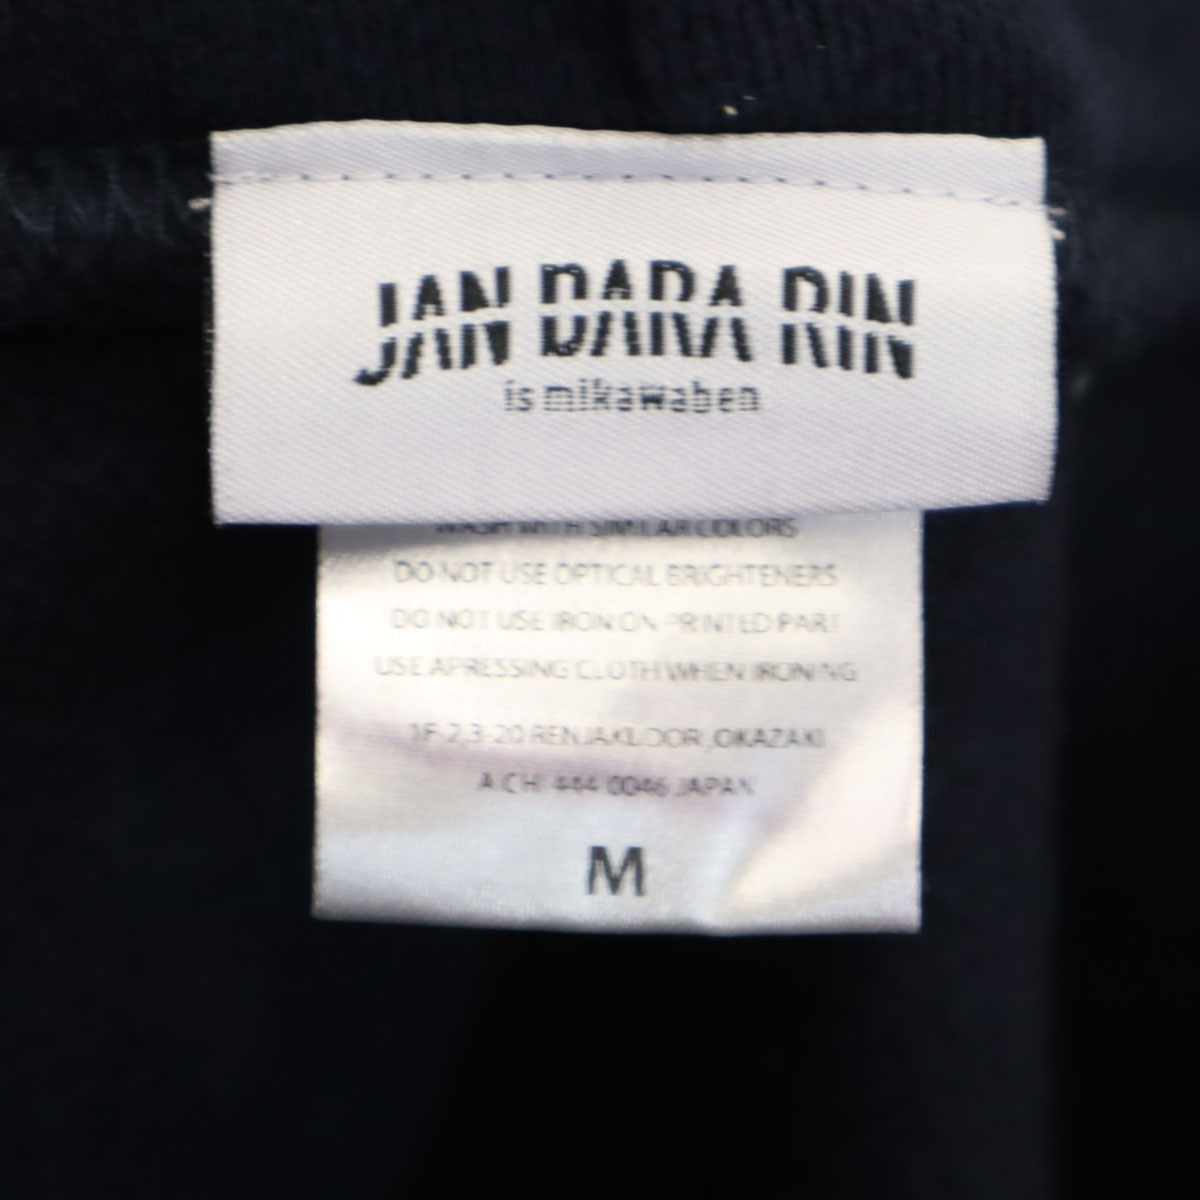 JAN DARA RIN
is mikawaben
WASH WITH SIMILAR COLORS
DO NOT USE OPTICAL BRIGHTENERS
DO NOT USE IRON ON PRINTED PART
USE A PRESSING CLOTH WHEN IRONING
1F 2,3-20 OKAZAKI
AICHI 444 0046 JAPAN
M